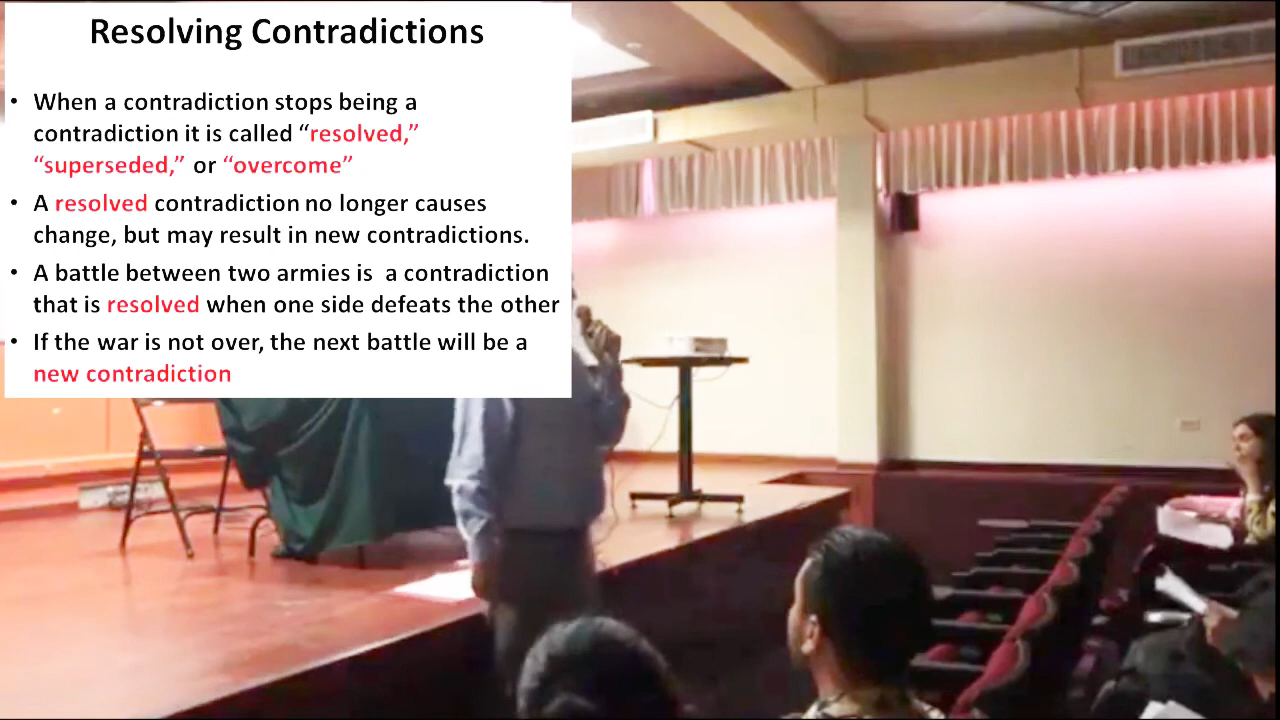 Resolving Contradictions
• When a contradiction stops being a
contradiction it is called “resolved,”
“superseded,” or “overcome”
• A resolved contradiction no longer causes
change, but may result in new contradictions.
• A battle between two armies is a contradiction
that is resolved when one side defeats the other
• If the war is not over, the next battle will be a
new contradiction